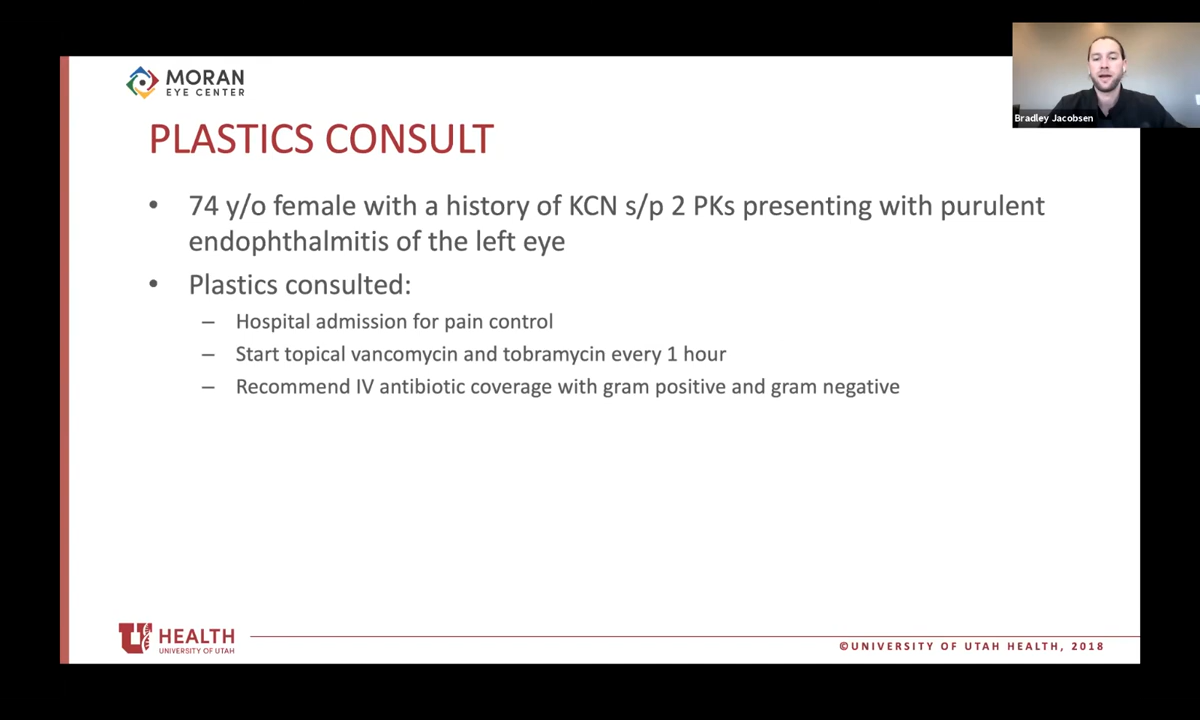 MORAN
EYE CENTER
Bradley Jacobsen
PLASTICS CONSULT
• 74 y/o female with a history of KCN s/p 2 PKs presenting with purulent
endophthalmitis of the left eye
• Plastics consulted:
– Hospital admission for pain control
– Start topical vancomycin and tobramycin every 1 hour
– Recommend IV antibiotic coverage with gram positive and gram negative
U HEALTH
UNIVERSITY OF UTAH
©UNIVERSITY OF UTAH HEALTH, 2018